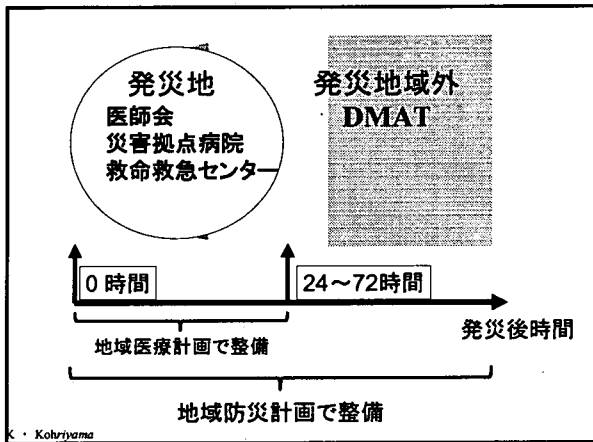 発災地
医師会
災害拠点病院
救命救急センター
発災地域外
DMAT
0時間
24～72時間
発災後時間
地域医療計画で整備
地域防災計画で整備
K・Kohriyama